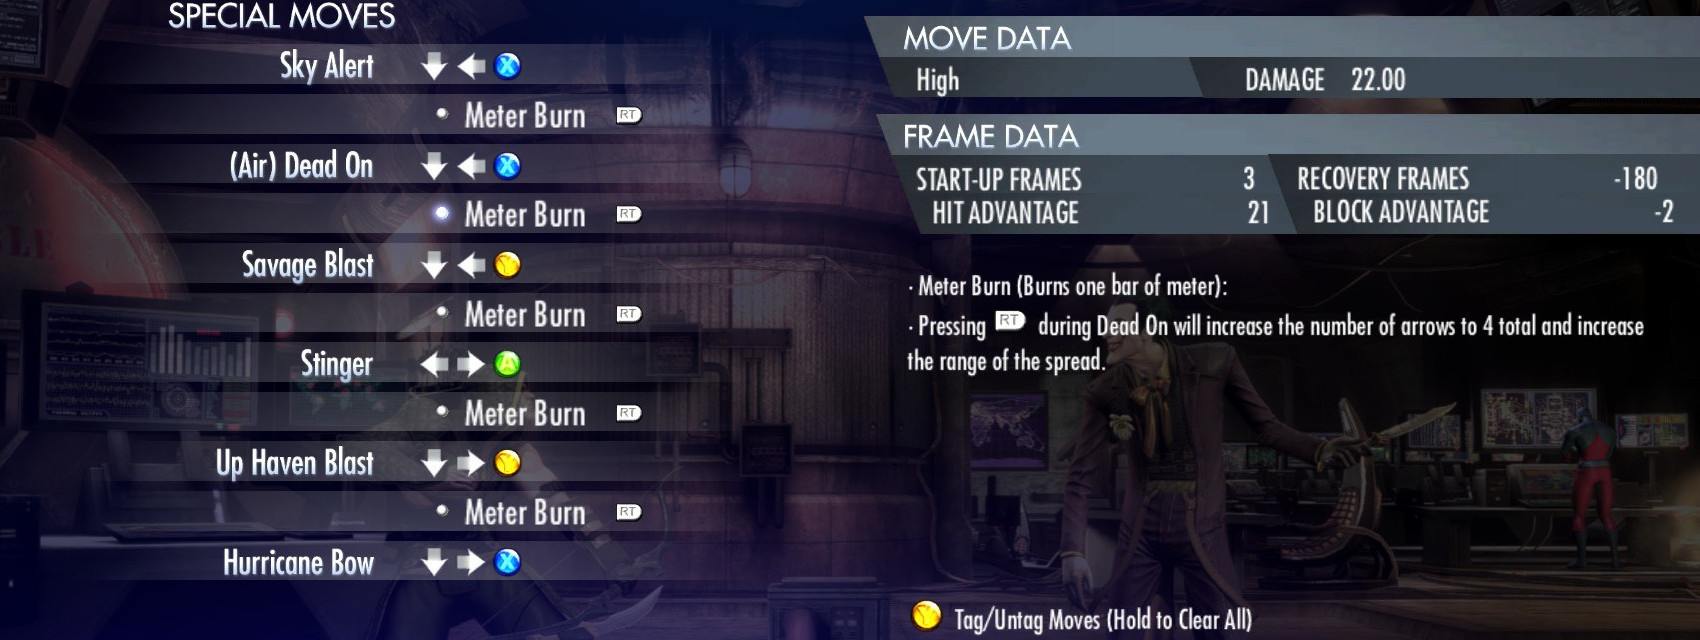 SPECIAL MOVES
Sky Alert X
Meter Burn RT
(Air) Dead On X
Meter Burn RT
Savage Blast Y
Meter Burn RT
Stinger A
Meter Burn RT
Up Haven Blast Y
Meter Burn RT
Hurricane Bow X
MOVE DATA
High DAMAGE 22.00
FRAME DATA
START-UP FRAMES 3 RECOVERY FRAMES -180
HIT ADVANTAGE 21 BLOCK ADVANTAGE -2
· Meter Burn (Burns one bar of meter):
· Pressing RT during Dead On will increase the number of arrows to 4 total and increase
the range of the spread.
Y Tag/Untag Moves (Hold to Clear All)